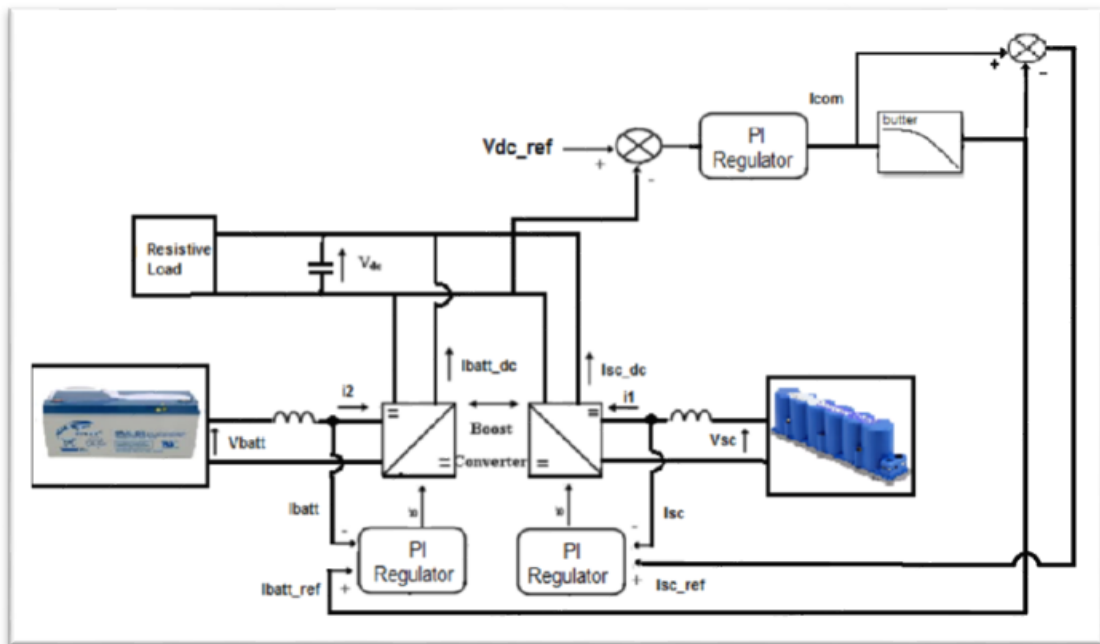 Icom
+
-
butter
PI
Regulator
Vdc_ref
+
-
Resistive
Load
Vdc
Ibatt_dc
Isc_dc
i2
i1
=
=
Boost
Converter
=
=
Vbatt
Vsc
Ibatt
Isc
-
PI
Regulator
+
Ibatt_ref
-
PI
Regulator
+
Isc_ref